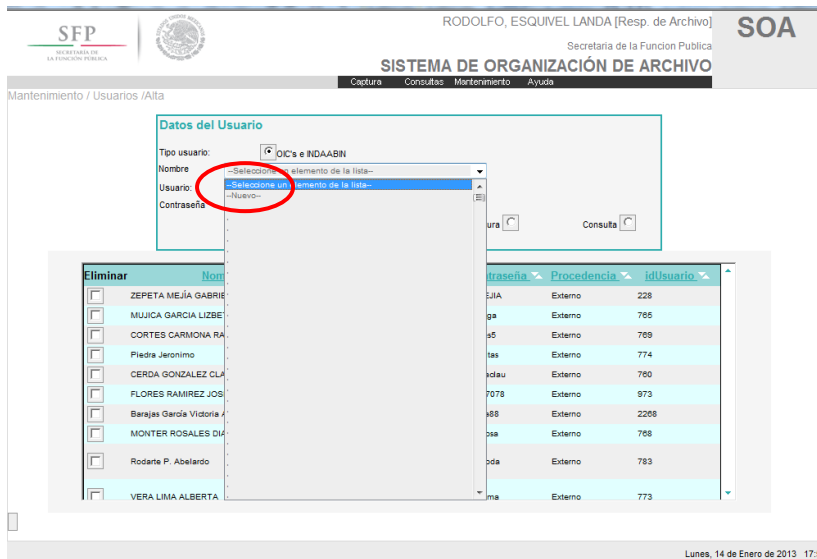 RODOLFO, ESQUIVEL LANDA [Resp. de Archivo]
SOA
SFP
SECRETARÍA DE
LA FUNCIÓN PÚBLICA
Secretaria de la Funcion Publica
SISTEMA DE ORGANIZACIÓN DE ARCHIVO
Captura Consultas Mantenimiento Ayuda
Mantenimiento / Usuarios /Alta
Datos del Usuario
Tipo usuario: OIC's e INDAABIN
Nombre --Seleccione un elemento de la lista--
Usuario: --Seleccione un elemento de la lista--
--Nuevo--
Contraseña
ura Consulta
Eliminar Nom traseña Procedencia idUsuario
ZEPETA MEJÍA GABRIE EJIA Externo 228
MUJICA GARCIA LIZBE ga Externo 765
CORTES CARMONA RA s5 Externo 769
Piedra Jeronimo tas Externo 774
CERDA GONZALEZ CLA aclau Externo 760
FLORES RAMIREZ JOS 7078 Externo 973
Barajas García Victoria A a88 Externo 2268
MONTER ROSALES DIA osa Externo 768
Rodarte P. Abelardo oda Externo 783
VERA LIMA ALBERTA ma Externo 773
Lunes, 14 de Enero de 2013 17: